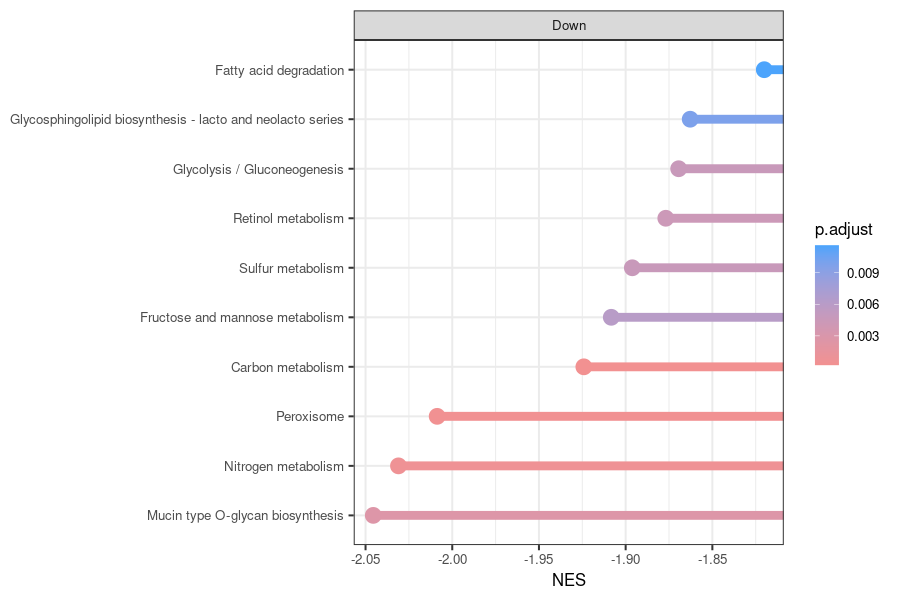 Down
Fatty acid degradation
Glycosphingolipid biosynthesis - lacto and neolacto series
Glycolysis / Gluconeogenesis
Retinol metabolism
Sulfur metabolism
Fructose and mannose metabolism
Carbon metabolism
Peroxisome
Nitrogen metabolism
Mucin type O-glycan biosynthesis
-2.05 -2.00 -1.95 -1.90 -1.85
NES
p.adjust
0.009
0.006
0.003